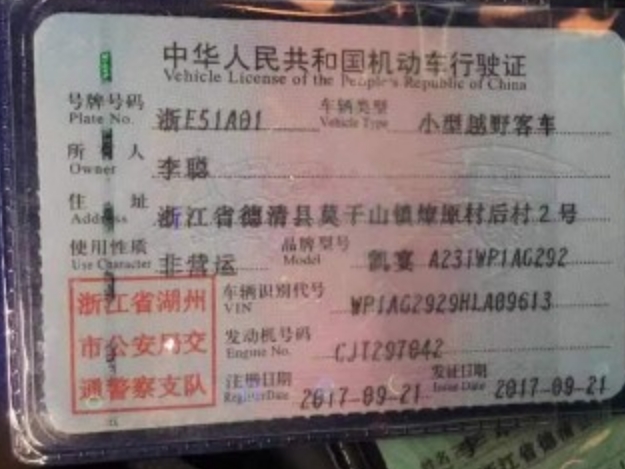 中华人民共和国机动车行驶证
Vehicle License of the People's Republic of China
号牌号码 浙E51A01 车辆类型 小型越野客车
Plate No. Vehicle Type
所有人 李聪
Owner
住址 浙江省德清县莫干山镇燎原村后村2号
Address
使用性质 非营运 品牌型号 凯宴 A231WP1AG292
Use Character Model
浙江省湖州
市公安局交
通警察支队
车辆识别代号 WP1AG2929HLA09613
VIN
发动机号码 CJT297042
Engine No.
注册日期 2017-09-21 发证日期 2017-09-21
Register Date Issue Date